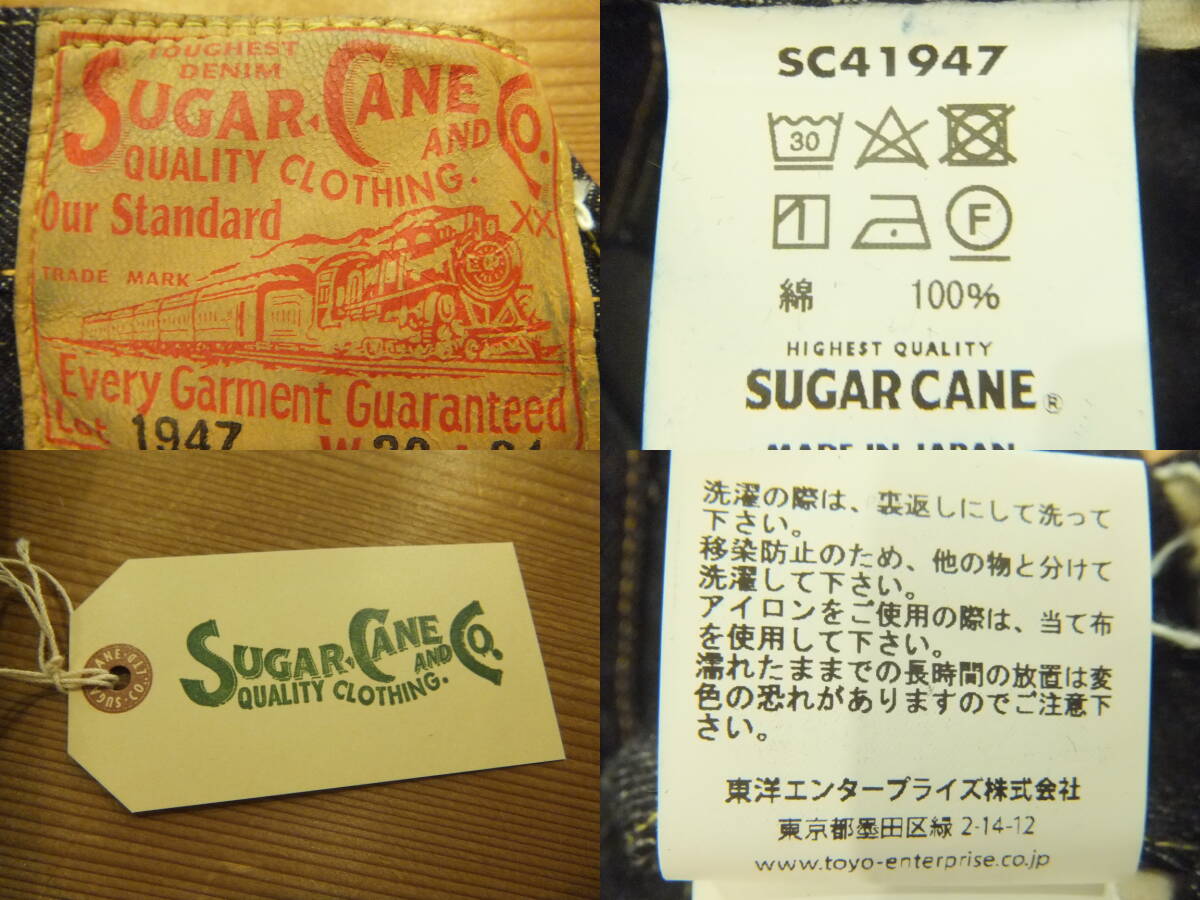 TOUGHEST
DENIM
SUGAR CANE
AND Co.
QUALITY CLOTHING.
Our Standard
XX
TRADE MARK
Every Garment Guaranteed
Lot 1947 W
SC41947
30
F
綿 100%
HIGHEST QUALITY
SUGAR CANE®
MADE IN JAPAN
SUGAR CANE
AND Co.
QUALITY CLOTHING.
洗濯の際は、裏返しにして洗って
下さい。
移染防止のため、他の物と分けて
洗濯して下さい。
アイロンをご使用の際は、当て布
を使用して下さい。
濡れたままでの長時間の放置は変
色の恐れがありますのでご注意下
さい。
東洋エンタープライズ株式会社
東京都墨田区緑 2-14-12
www.toyo-enterprise.co.jp